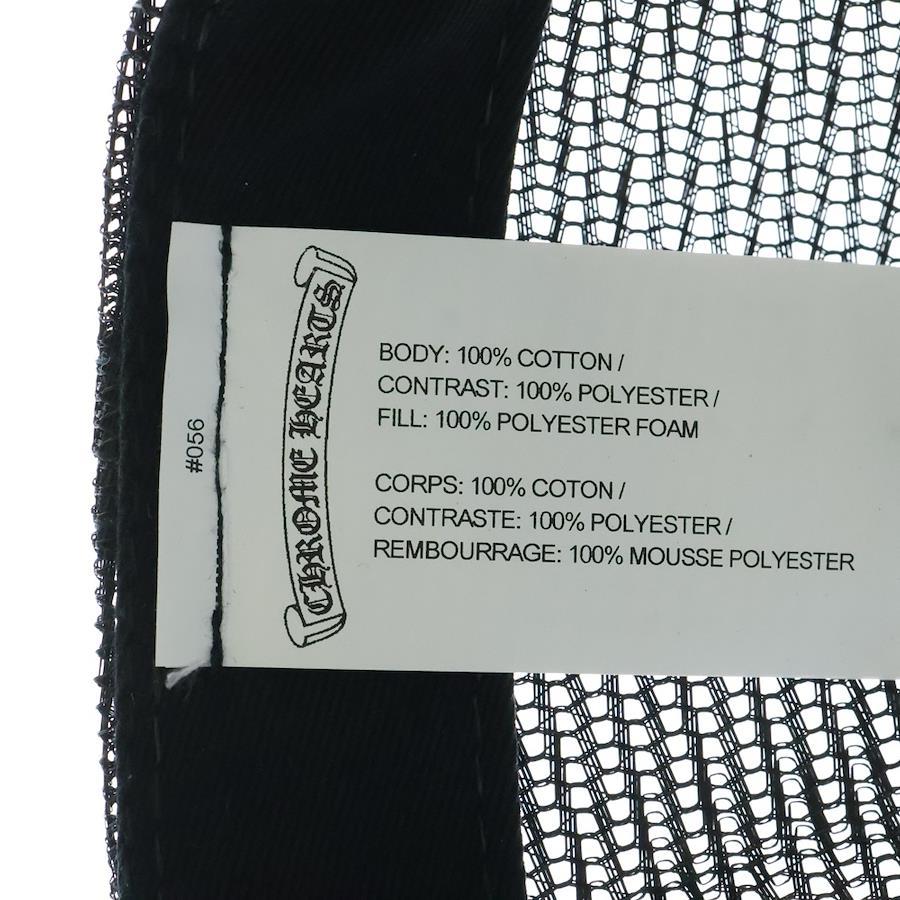 #056
CHROME HEARTS
BODY: 100% COTTON /
CONTRAST: 100% POLYESTER /
FILL: 100% POLYESTER FOAM
CORPS: 100% COTON /
CONTRASTE: 100% POLYESTER /
REMBOURRAGE: 100% MOUSSE POLYESTER